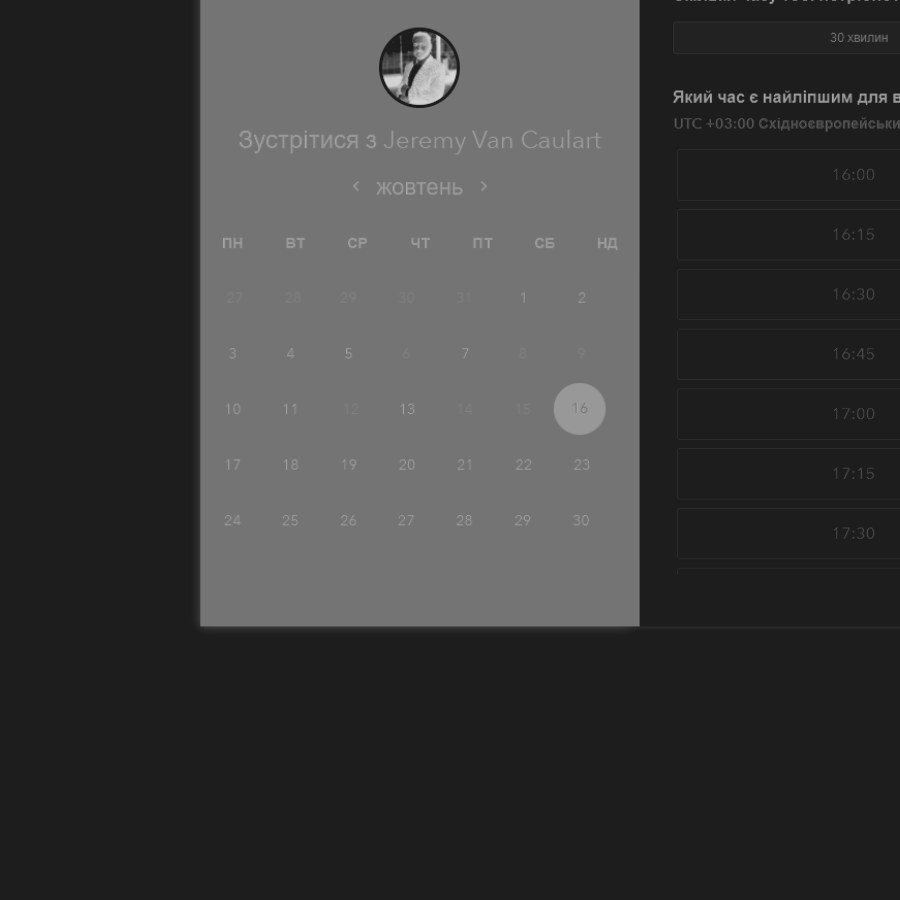 30 хвилин
Який час є найліпшим для в
UTC +03:00 Східноєвропейськи
16:00
16:15
16:30
16:45
17:00
17:15
17:30
Зустрітися з Jeremy Van Caulart
жовтень
ПН ВТ СР ЧТ ПТ СБ НД
27 28 29 30 31 1 2
3 4 5 6 7 8 9
10 11 12 13 14 15 16
17 18 19 20 21 22 23
24 25 26 27 28 29 30